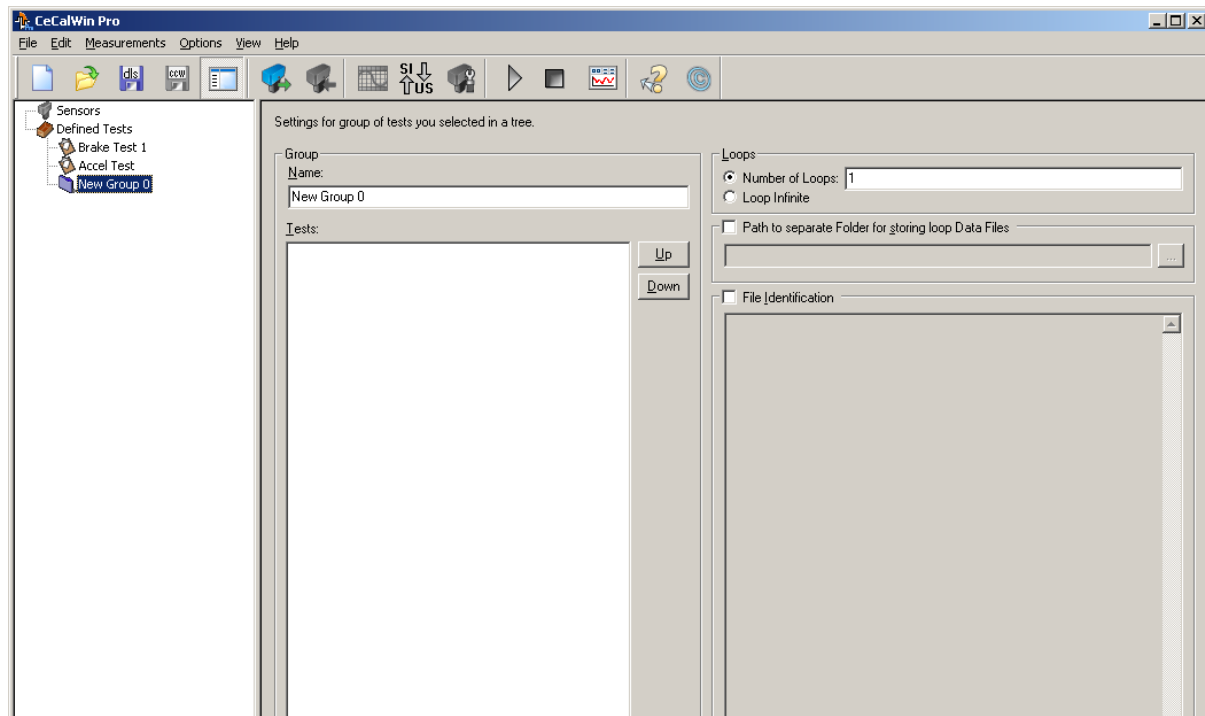 CeCalWin Pro
File Edit Measurements Options View Help
dls
ccw
SI
US
Sensors
Defined Tests
Brake Test 1
Accel Test
New Group 0
Settings for group of tests you selected in a tree.
Group
Name:
New Group 0
Tests:
Up
Down
Loops
Number of Loops: 1
Loop Infinite
Path to separate Folder for storing loop Data Files
...
File Identification